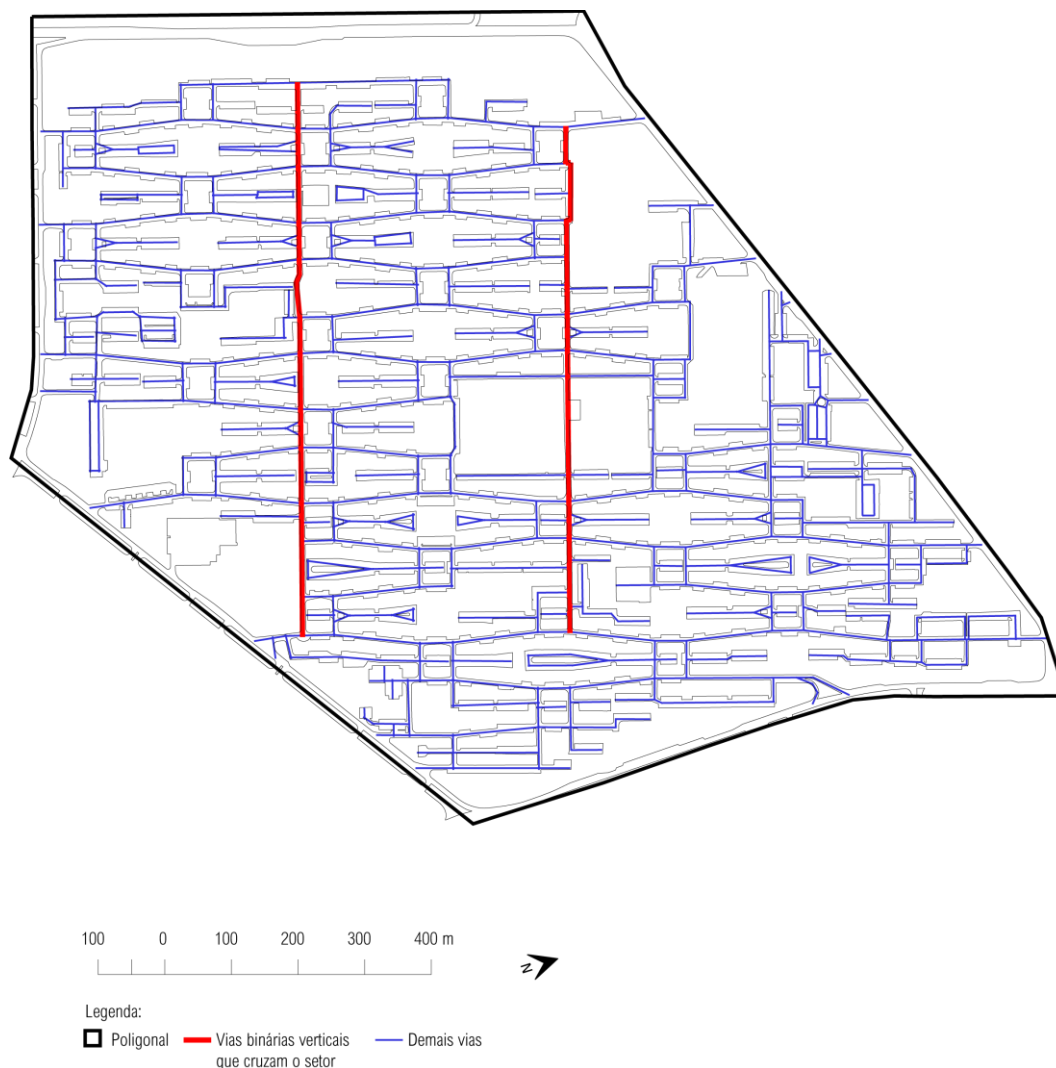 100 0 100 200 300 400 m
N
Legenda:
Poligonal Vias binárias verticais Demais vias
que cruzam o setor